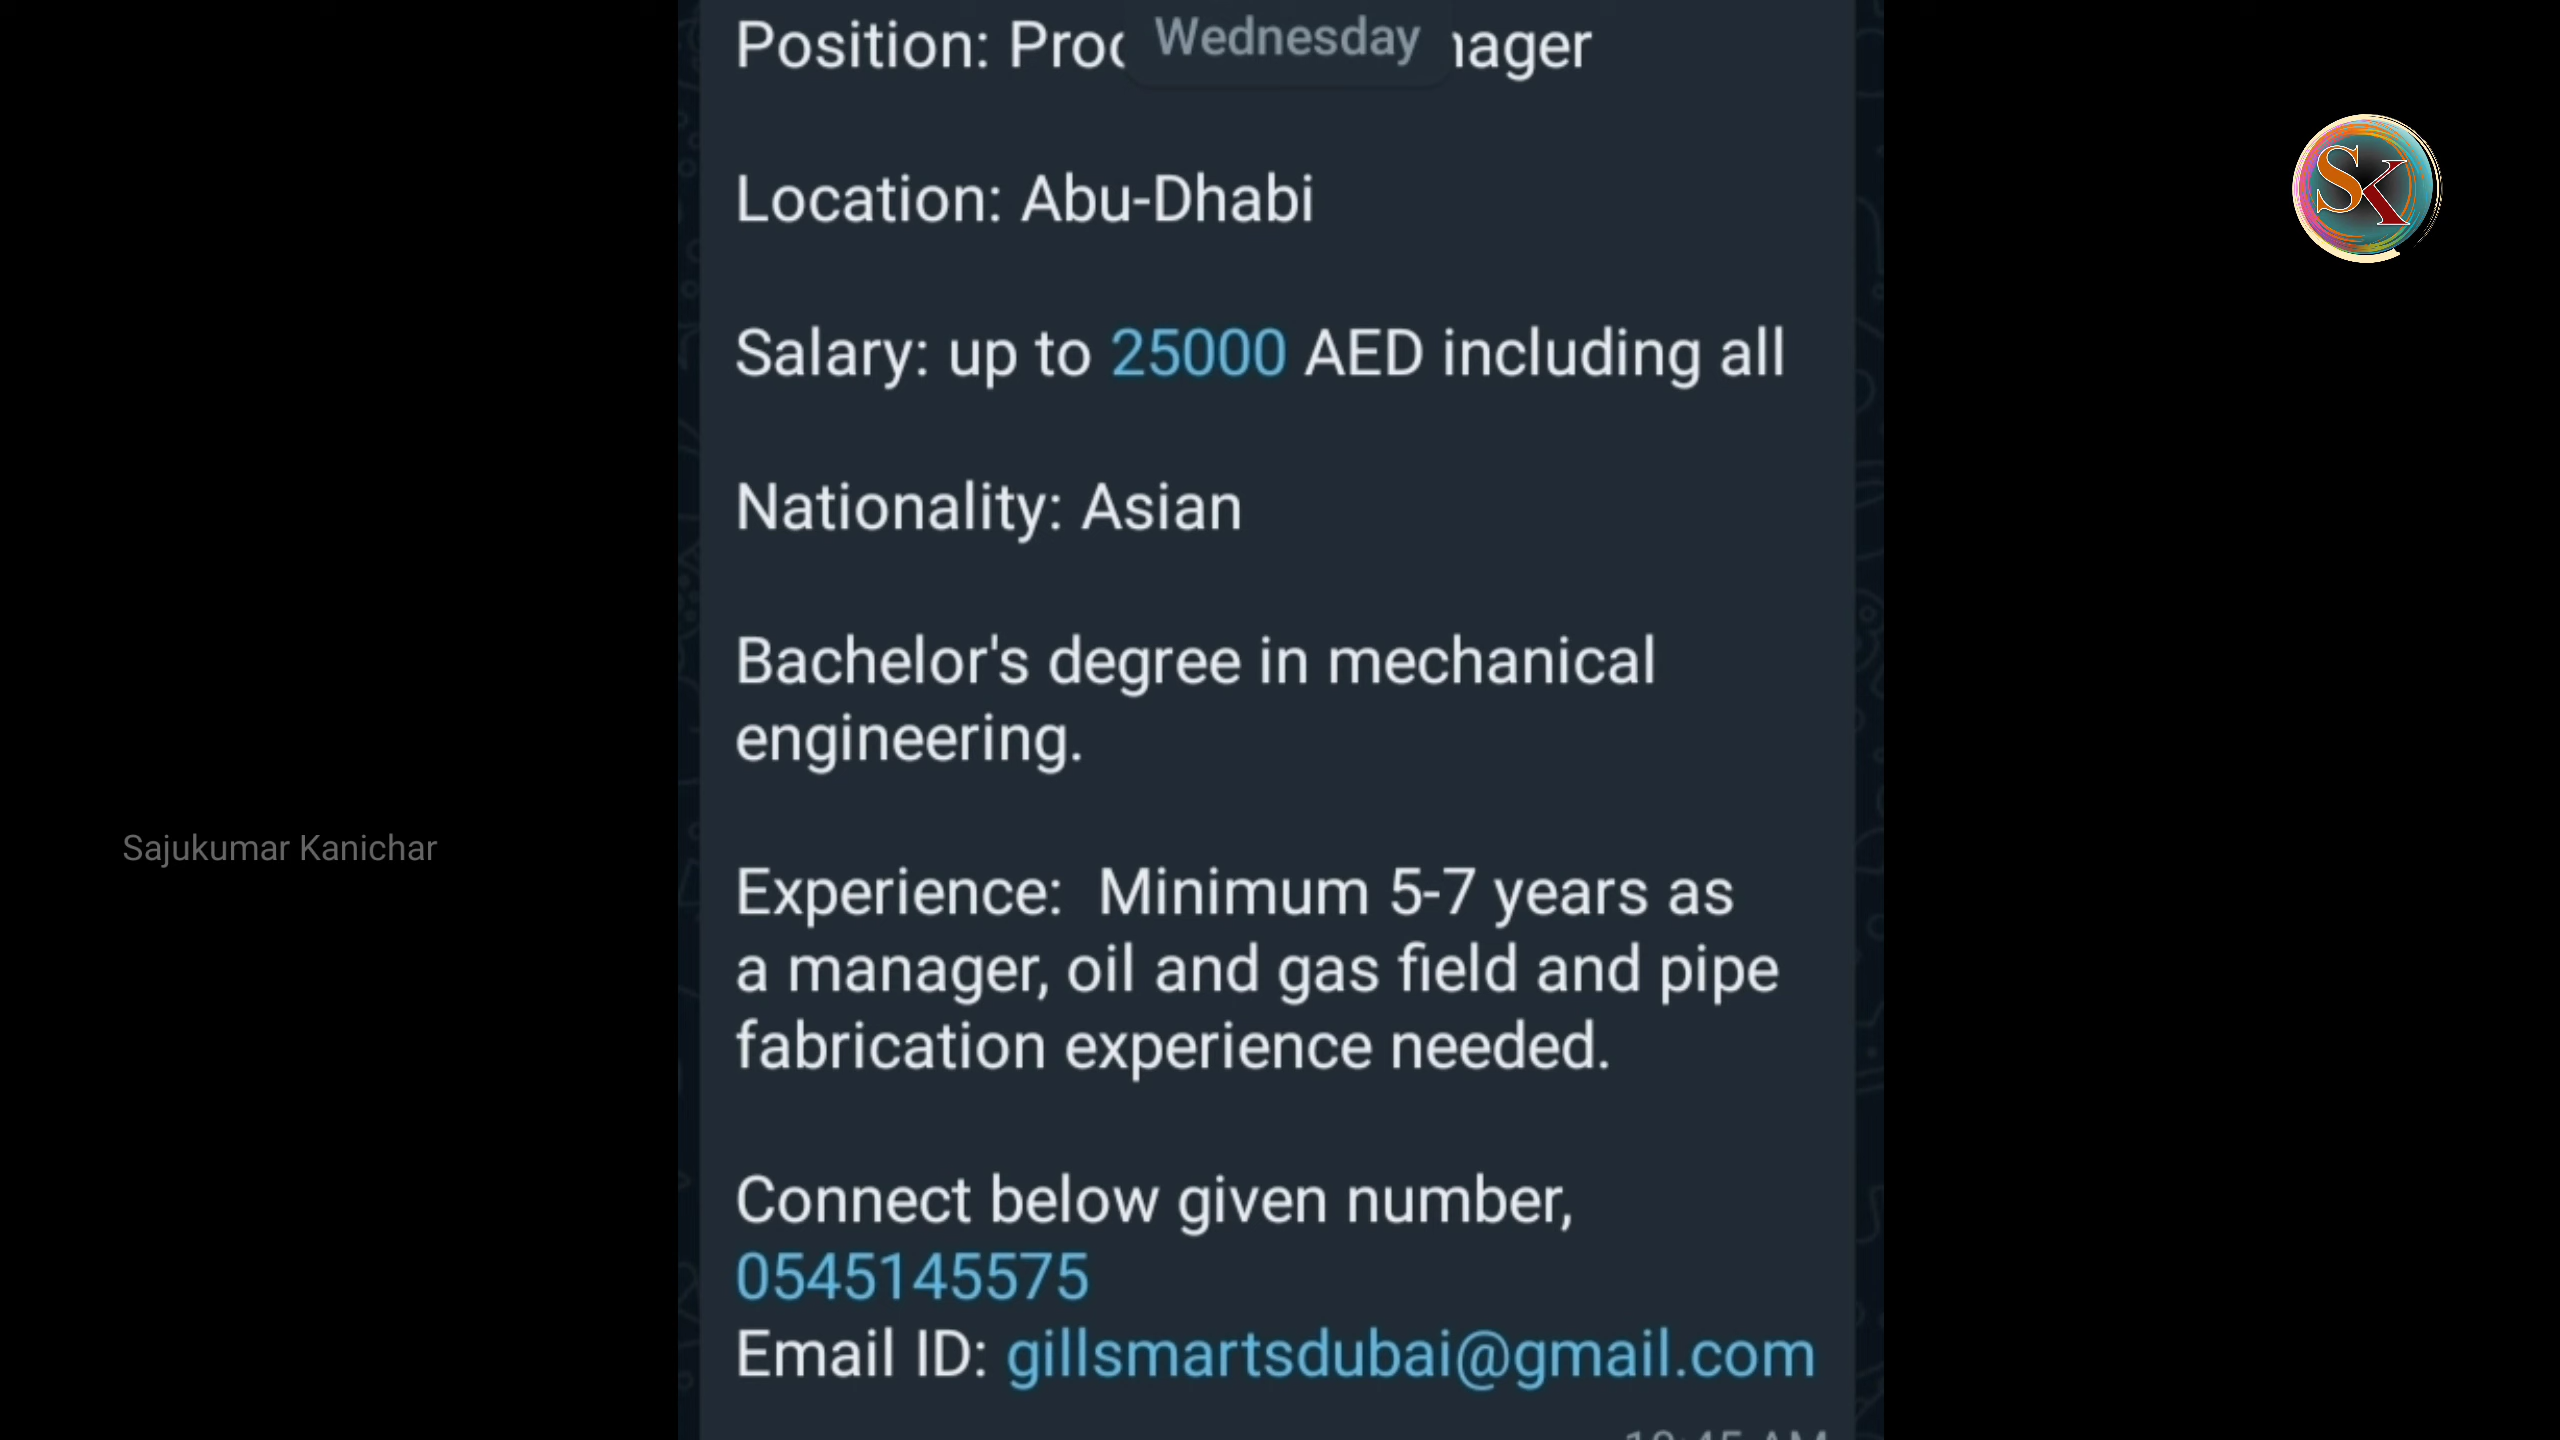 Position: Wednesday
Location: Abu-Dhabi
Salary: up to 25000 AED including all
Nationality: Asian
Bachelor's degree in mechanical
engineering.
Experience:  Minimum 5-7 years as
a manager, oil and gas field and pipe
fabrication experience needed.
Connect below given number,
0545145575
Email ID: gillsmartsdubai@gmail.com
Sajukumar Kanichar
SK